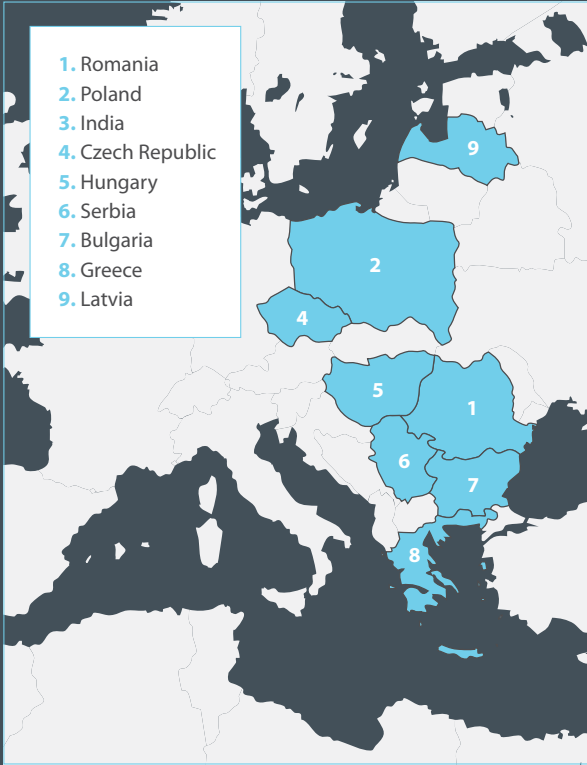 1. Romania
2. Poland
3. India
4. Czech Republic
5. Hungary
6. Serbia
7. Bulgaria
8. Greece
9. Latvia
9
2
4
5
1
6
7
8